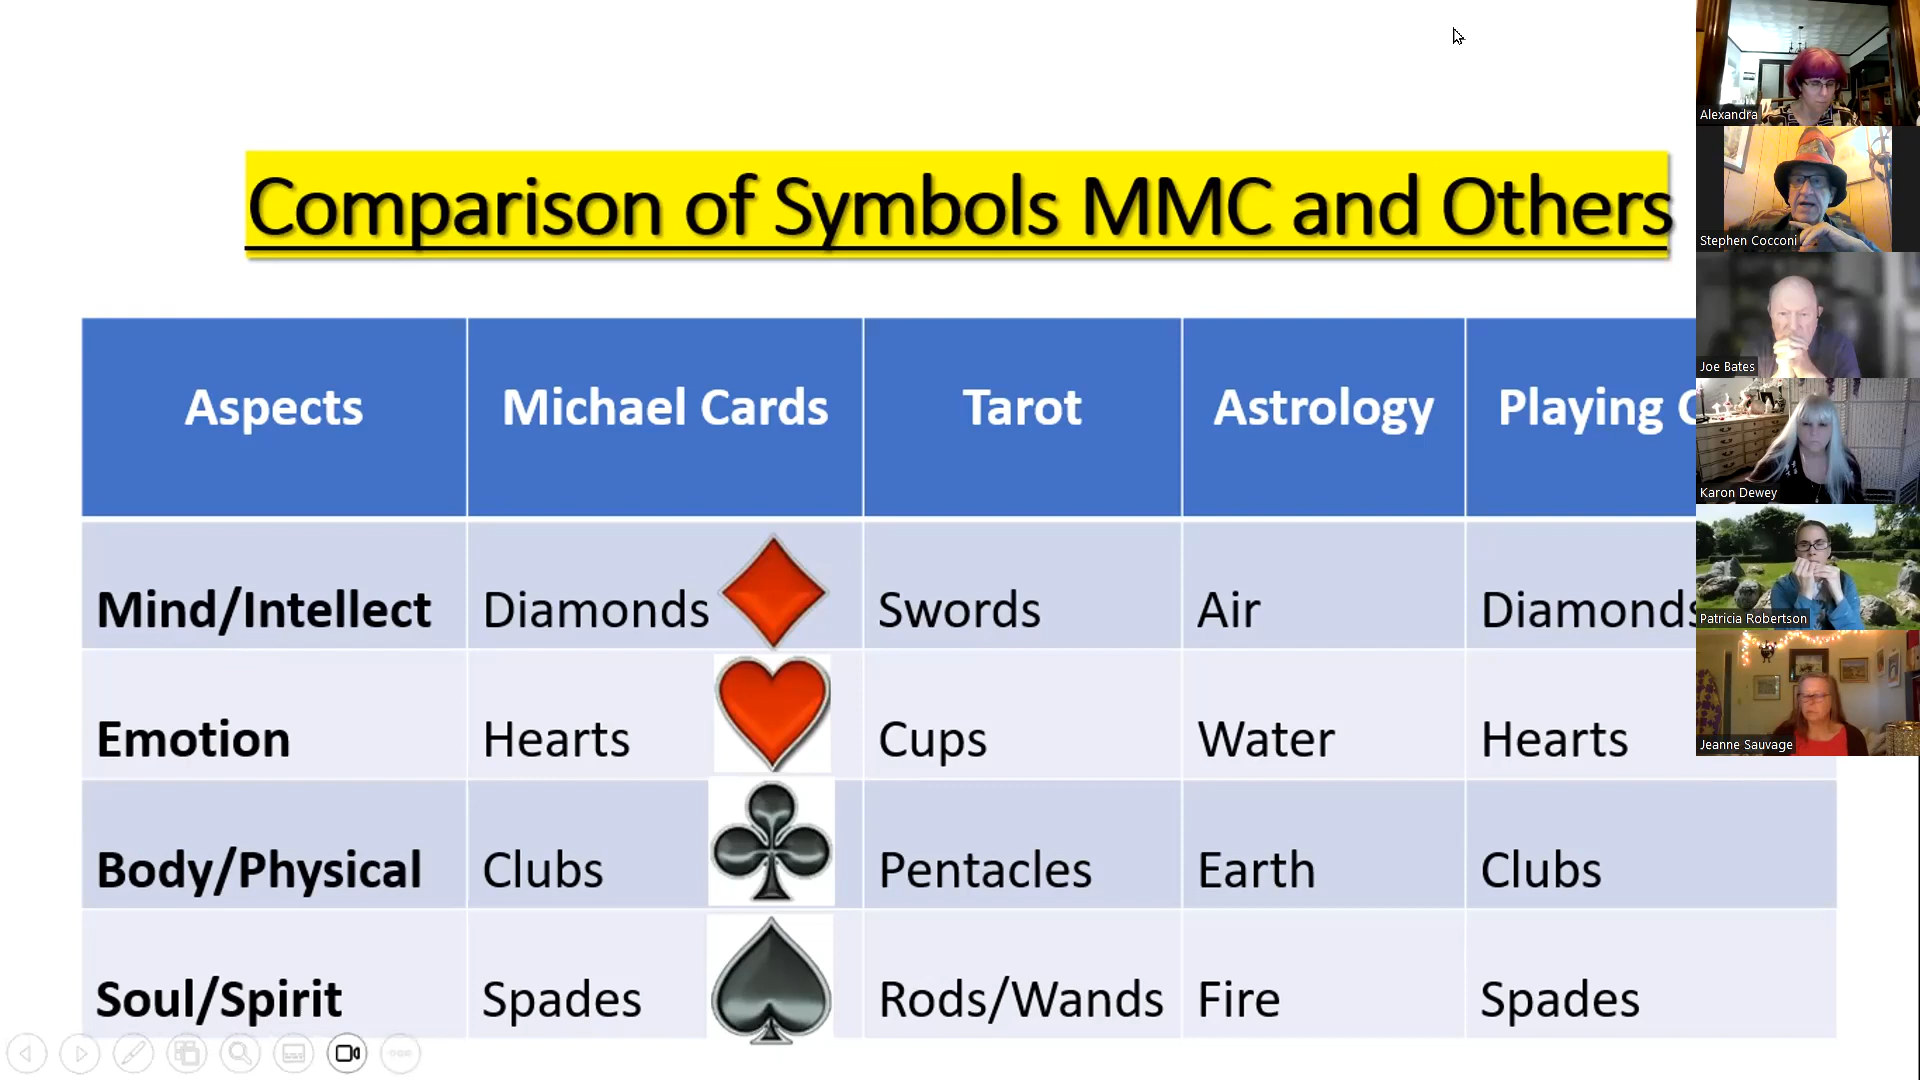 Comparison of Symbols MMC and Others
Aspects Michael Cards Tarot Astrology Playing
Mind/Intellect Diamonds Swords Air Diamonds
Emotion Hearts Cups Water Hearts
Body/Physical Clubs Pentacles Earth Clubs
Soul/Spirit Spades Rods/Wands Fire Spades
Alexandra
Stephen Cocconi
Joe Bates
Karon Dewey
Patricia Robertson
Jeanne Sauvage